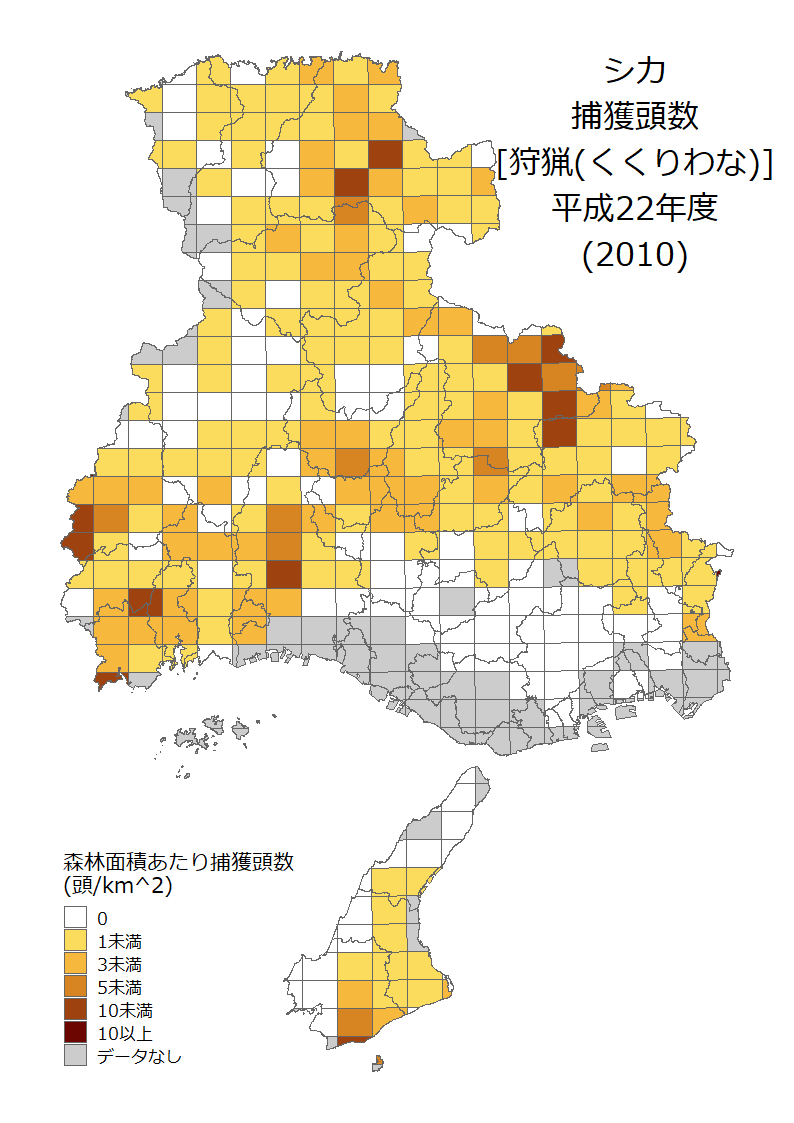 シカ
捕獲頭数
[狩猟(くくりわな)]
平成22年度
(2010)
森林面積あたり捕獲頭数
(頭/km^2)
0
1未満
3未満
5未満
10未満
10以上
データなし